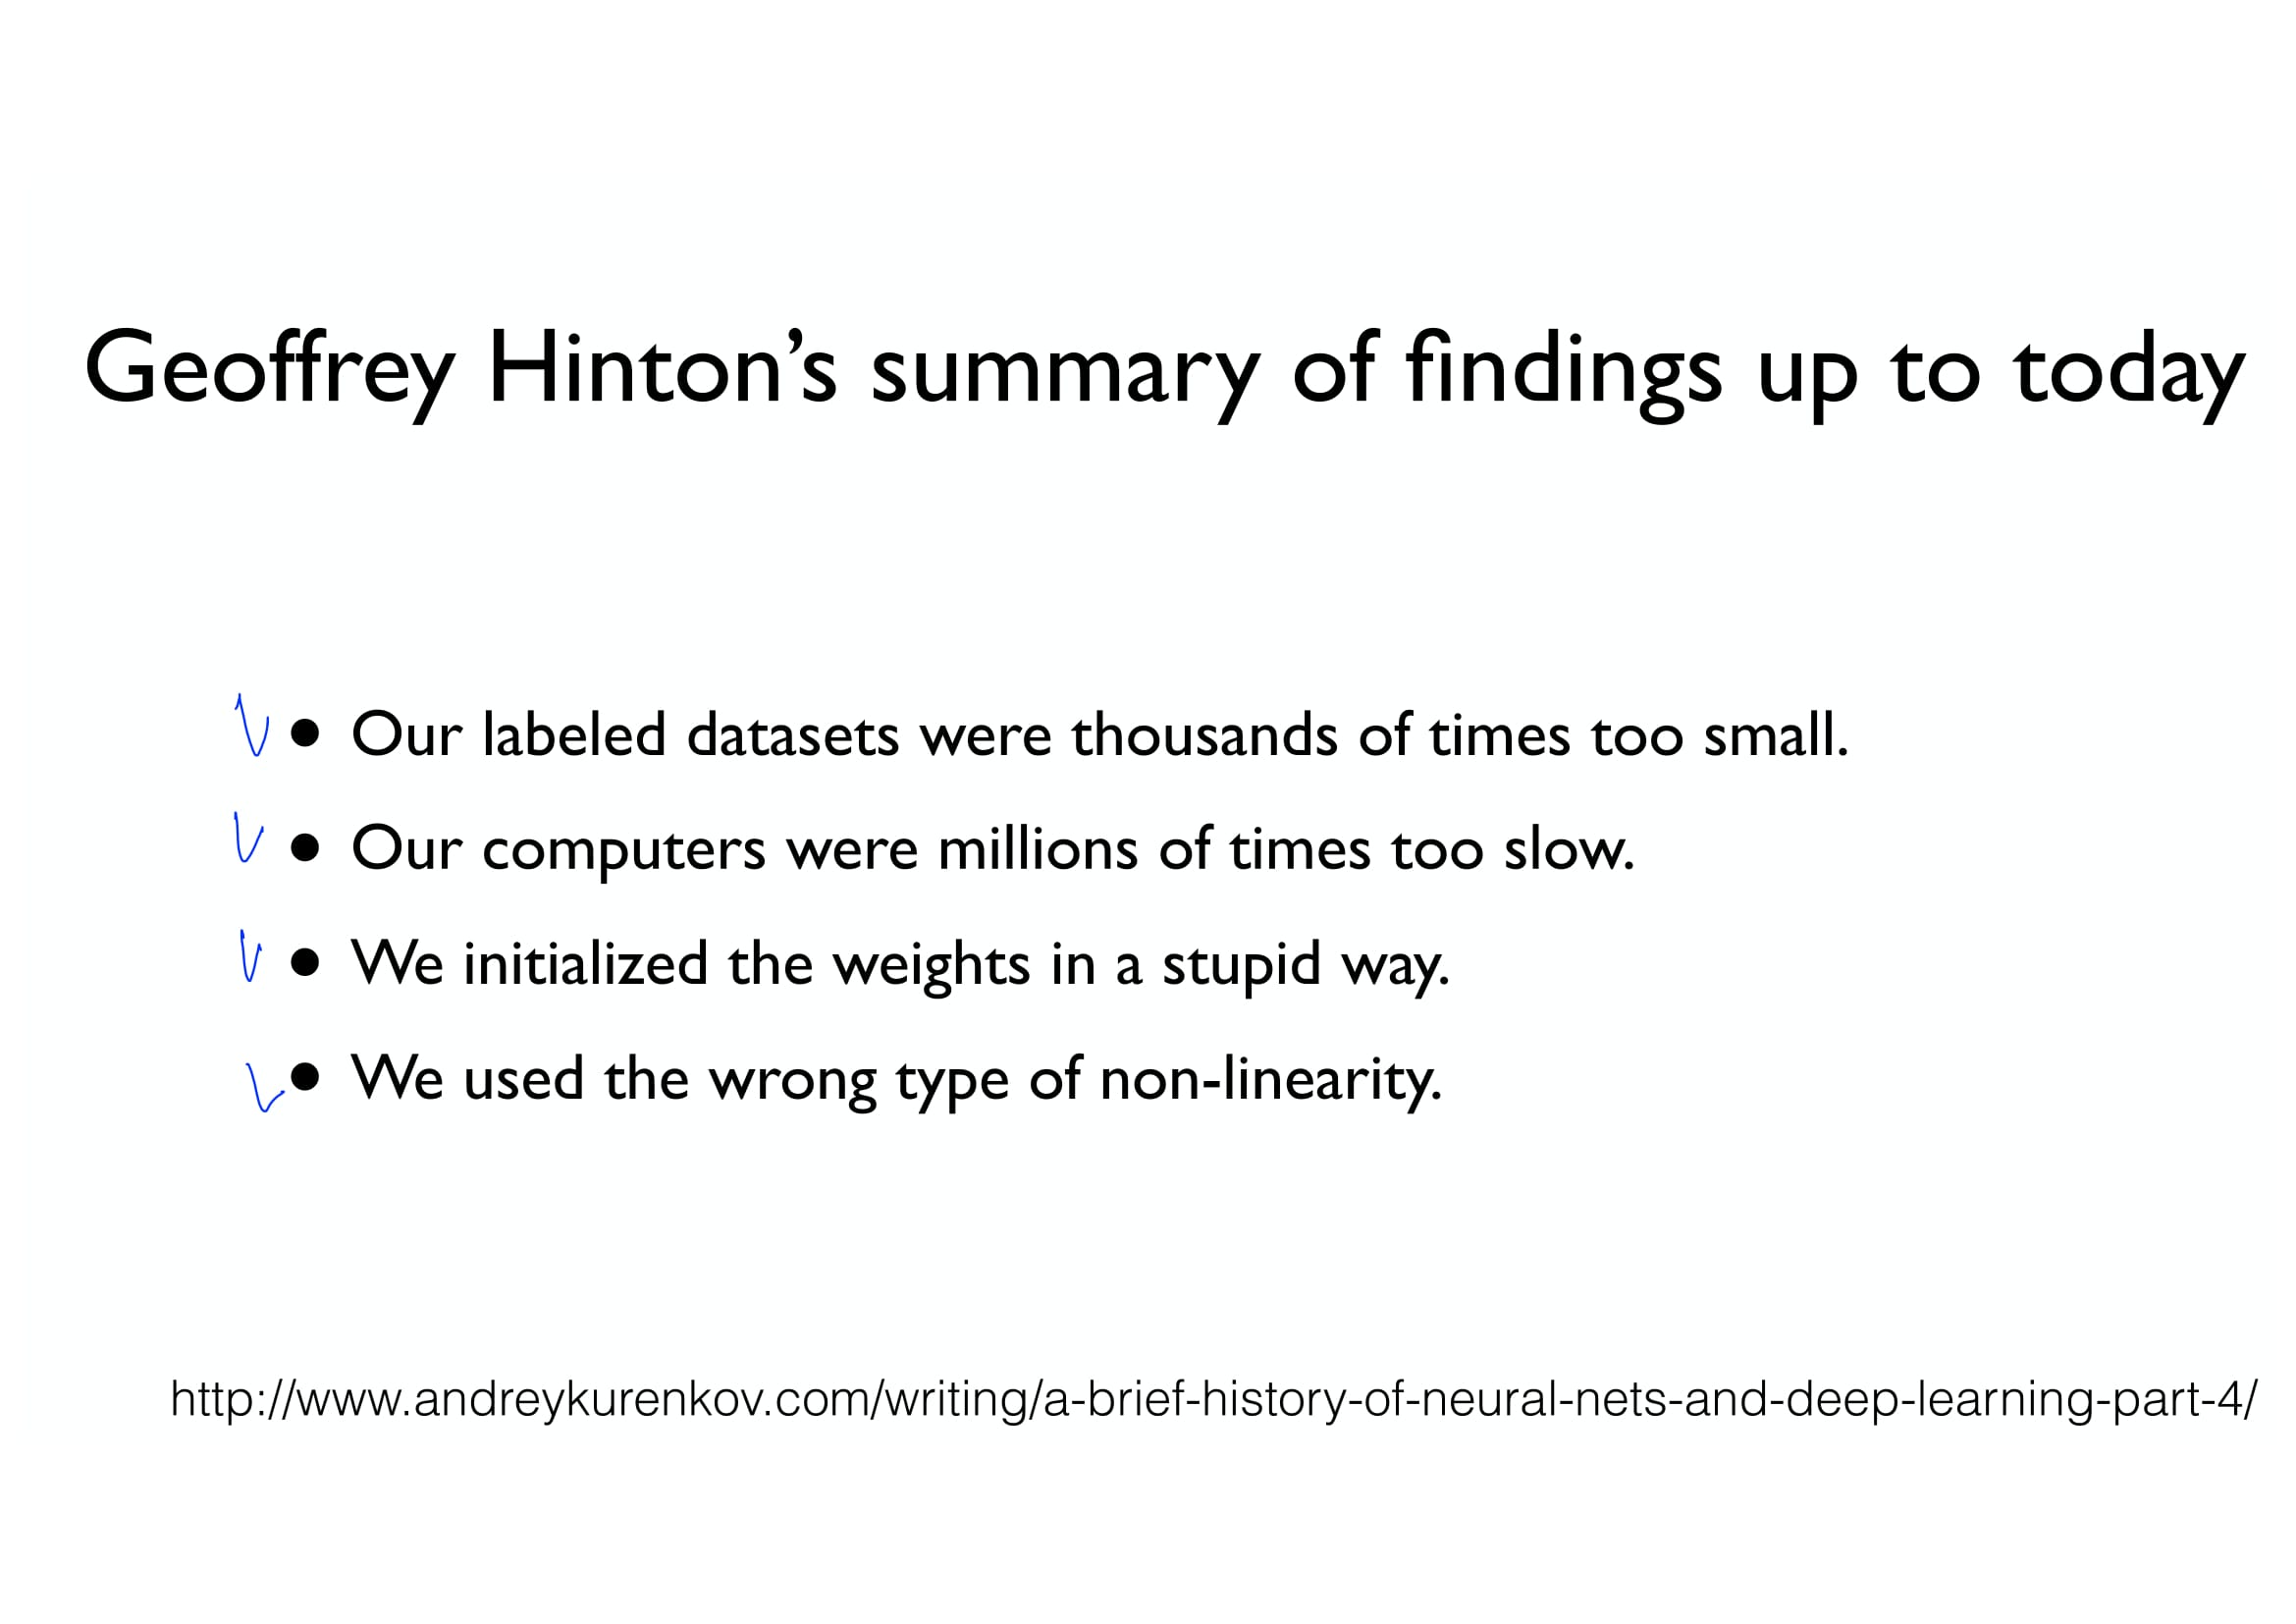 Geoffrey Hinton’s summary of findings up to today
• Our labeled datasets were thousands of times too small.
• Our computers were millions of times too slow.
• We initialized the weights in a stupid way.
• We used the wrong type of non-linearity.
http://www.andreykurenkov.com/writing/a-brief-history-of-neural-nets-and-deep-learning-part-4/